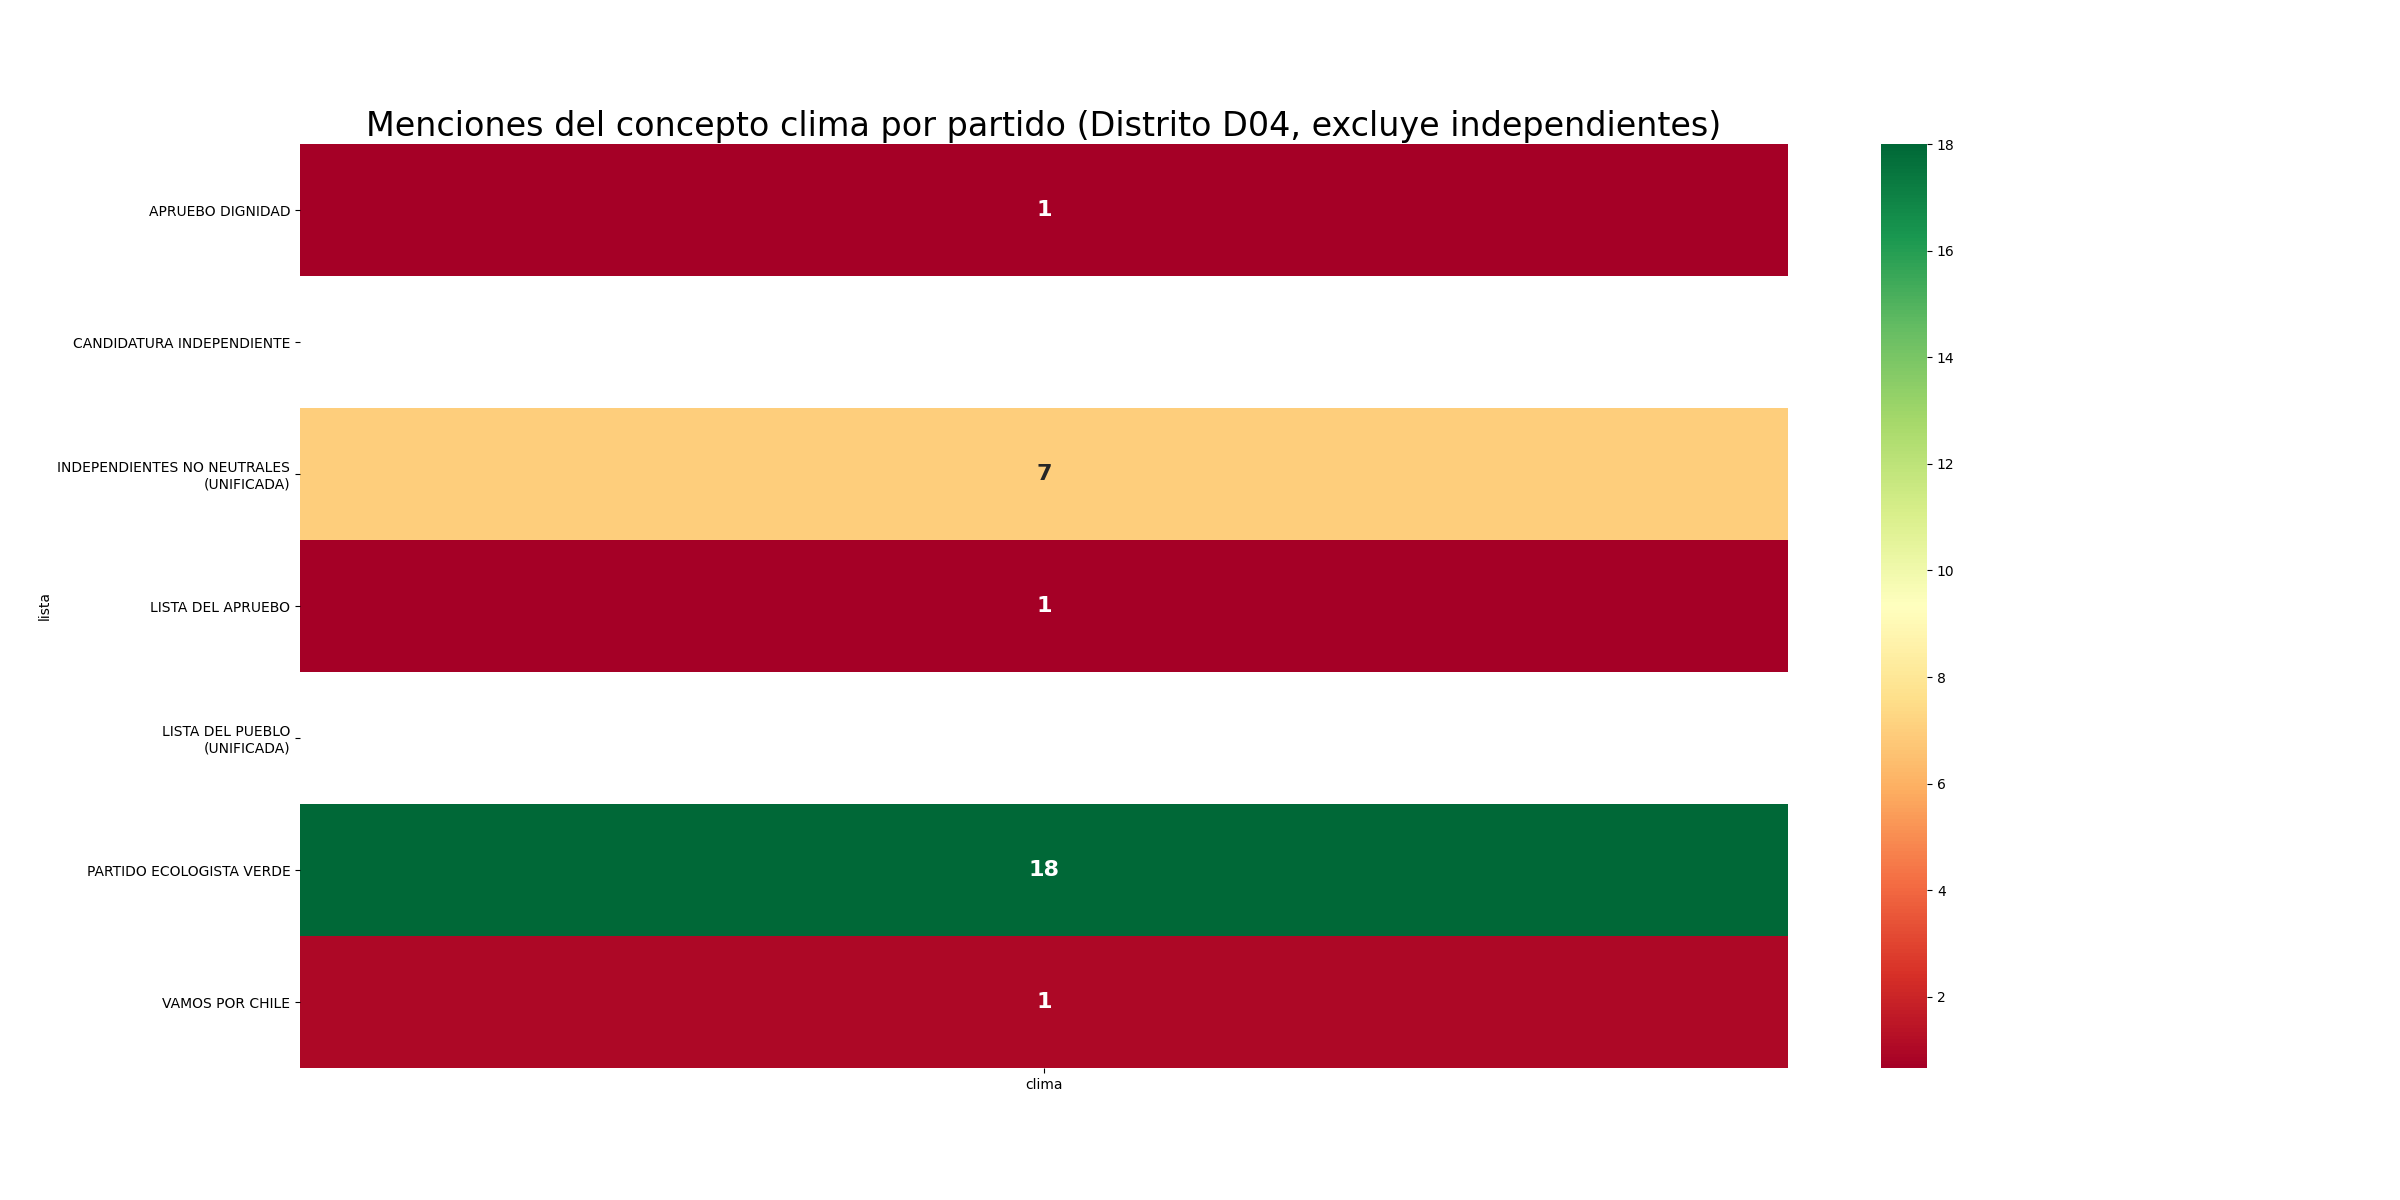 Menciones del concepto clima por partido (Distrito D04, excluye independientes)
APRUEBO DIGNIDAD
1
CANDIDATURA INDEPENDIENTE
INDEPENDIENTES NO NEUTRALES
(UNIFICADA)
7
LISTA DEL APRUEBO
1
LISTA DEL PUEBLO
(UNIFICADA)
PARTIDO ECOLOGISTA VERDE
18
VAMOS POR CHILE
1
lista
clima
18
16
14
12
10
8
6
4
2